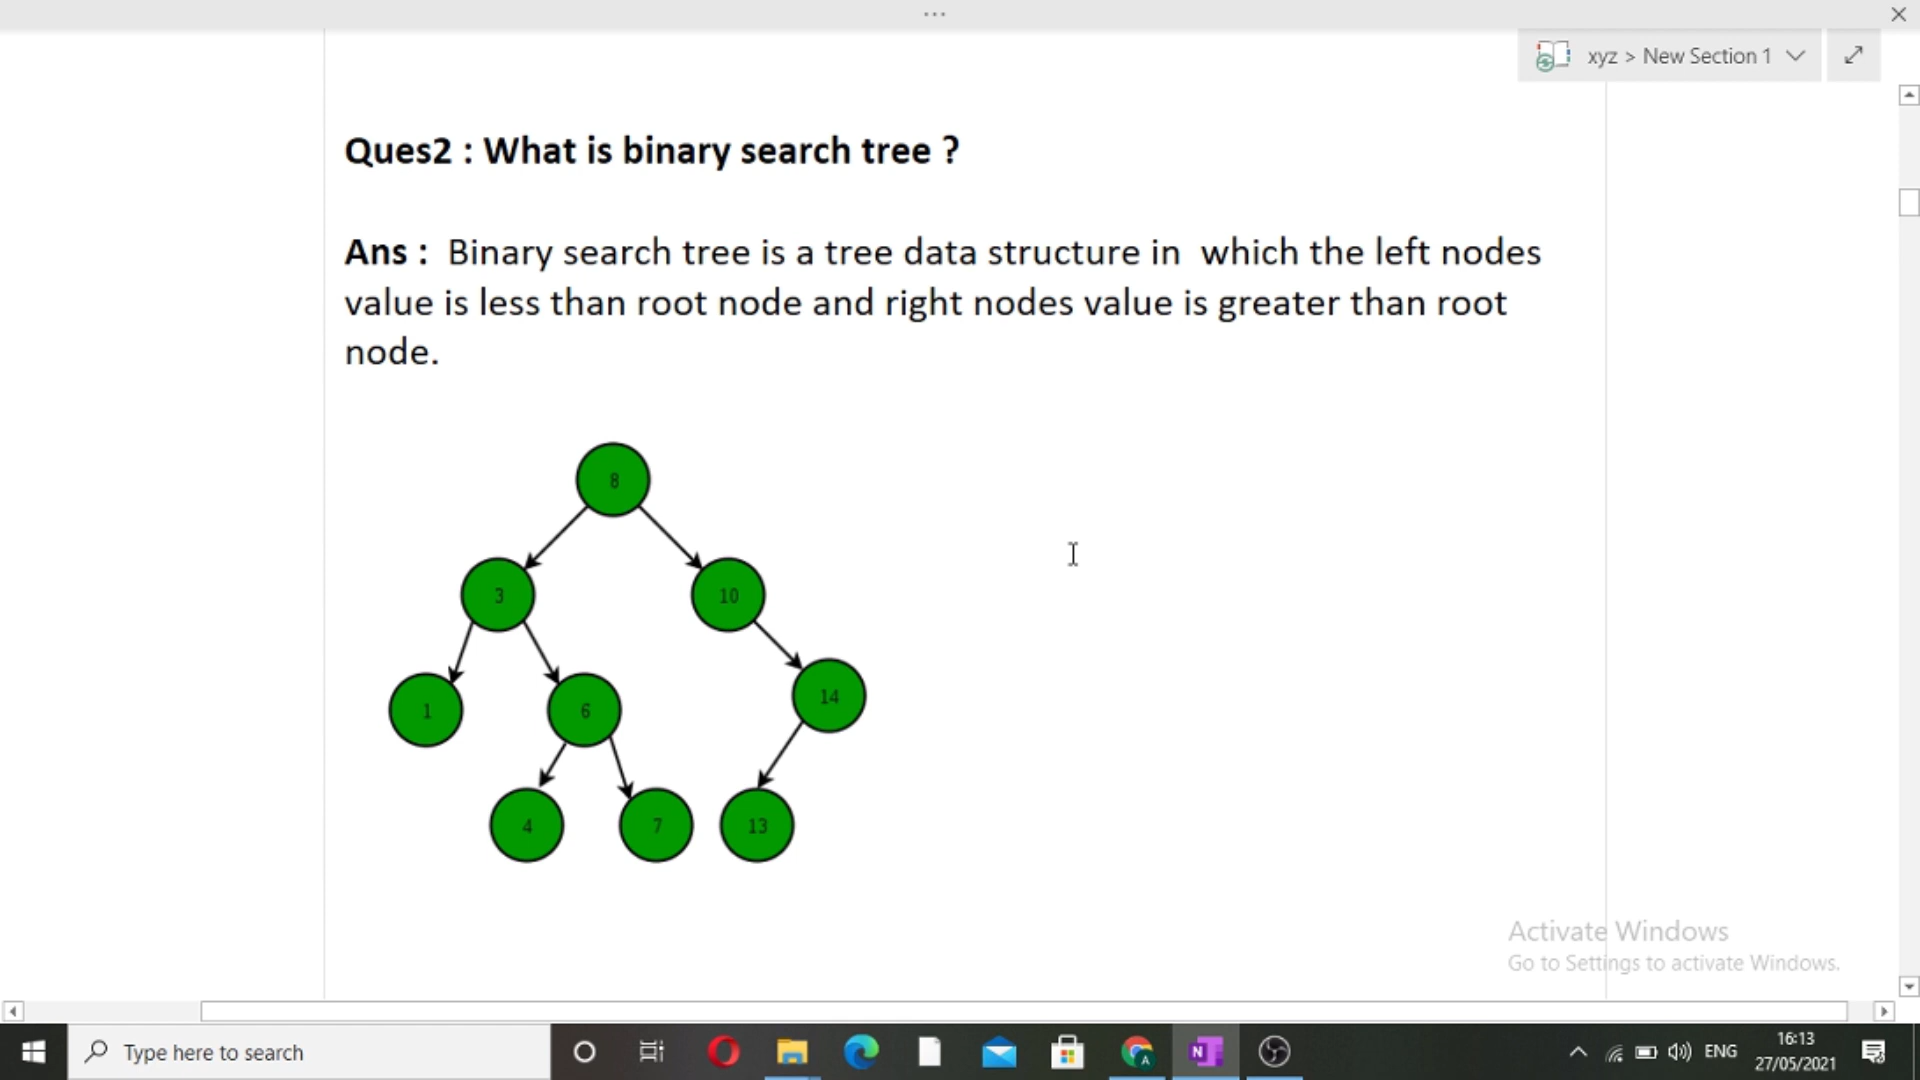 xyz > New Section 1
Ques2 : What is binary search tree ?
Ans : Binary search tree is a tree data structure in which the left nodes
value is less than root node and right nodes value is greater than root
node.
8
3
10
1
6
14
4
7
13
Activate Windows
Go to Settings to activate Windows.
Type here to search
A
N
ENG
16:13
27/05/2021